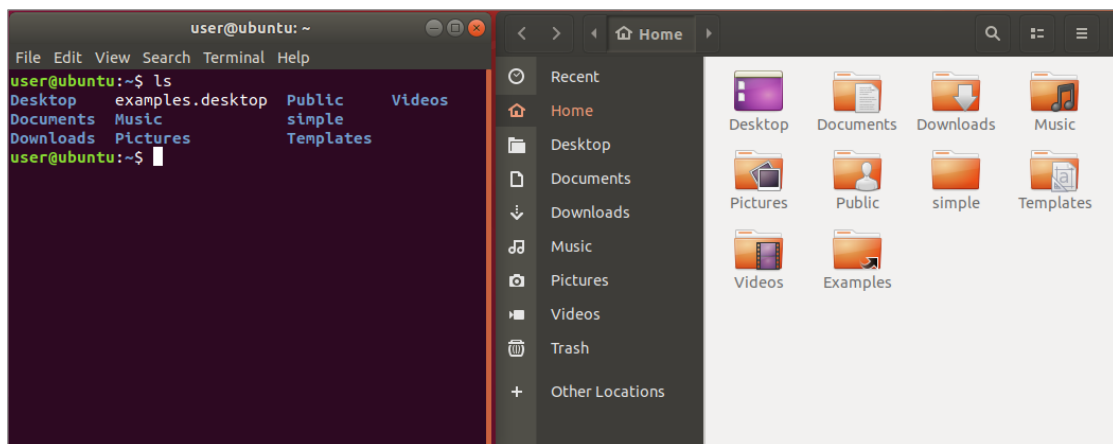 user@ubuntu: ~
File Edit View Search Terminal Help
user@ubuntu:~$ ls
Desktop examples.desktop Public Videos
Documents Music simple
Downloads Pictures Templates
user@ubuntu:~$
Home
Recent
Home
Desktop
Documents
Downloads
Music
Pictures
Videos
Trash
Other Locations
Desktop Documents Downloads Music
Pictures Public simple Templates
Videos Examples